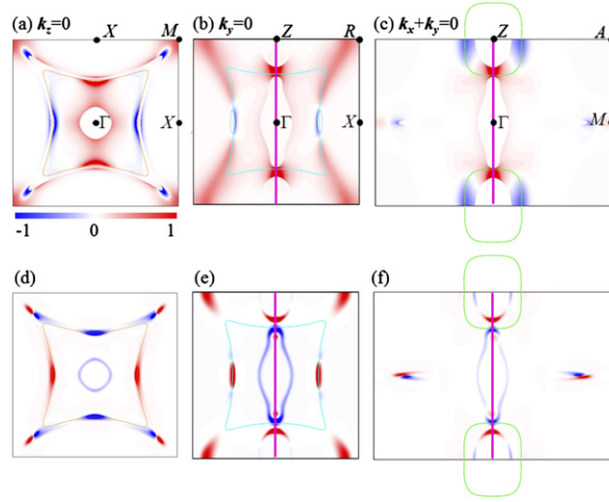 (a) kz=0
X
M
Γ
X
-1 0 1
(b) ky=0
Z
R
Γ
X
(c) kx+ky=0
Z
A
Γ
M
(d)
(e)
(f)